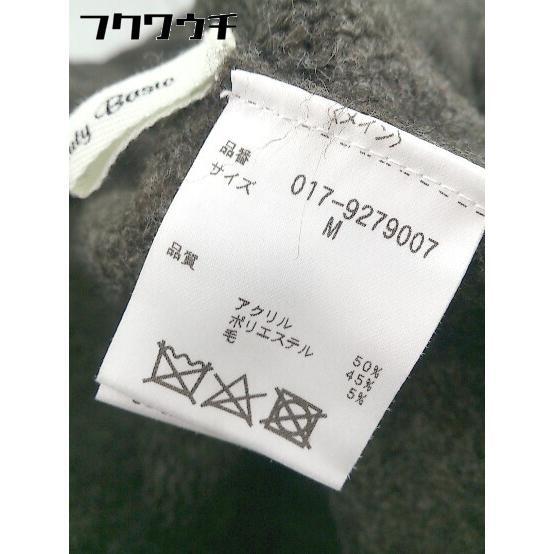 フクワウチ
Basic
〈メイン〉
品番 017-9279007
サイズ M
品質
アクリル 50%
ポリエステル 45%
毛 5%